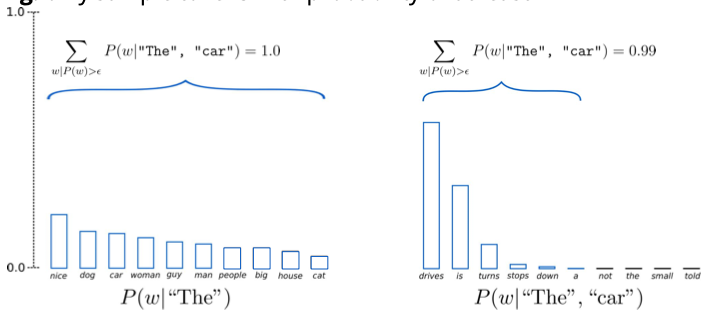 1.0
∑ P(w|"The", "car") = 1.0
w|P(w)>ϵ
∑ P(w|"The", "car") = 0.99
w|P(w)>ϵ
0.0
nice dog car woman guy man people big house cat
drives is turns stops down a not the small told
P(w|“The”)
P(w|“The”, “car”)